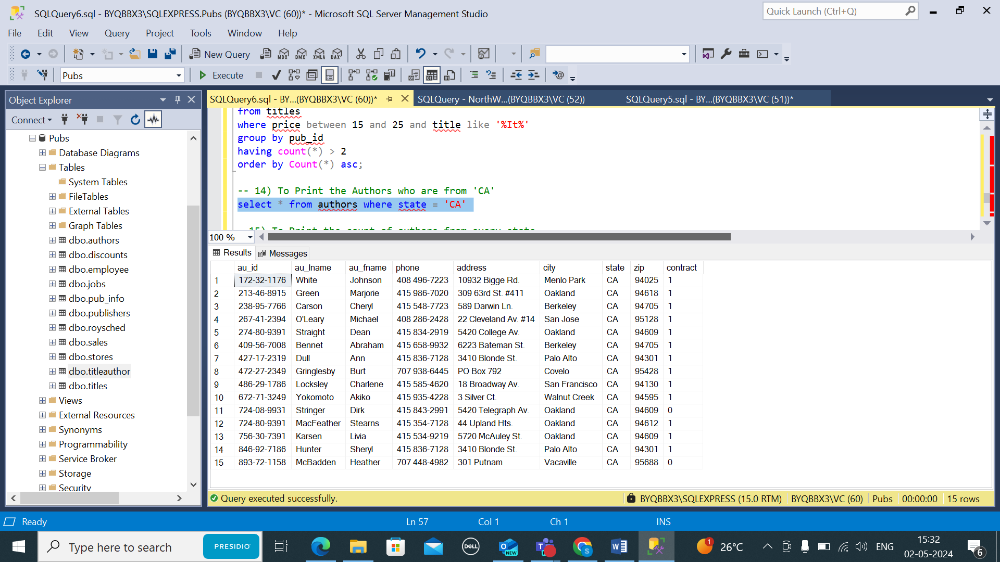 SQLQuery6.sql - BYQBBX3\SQLEXPRESS.Pubs (BYQBBX3\VC (60))* - Microsoft SQL Server Management Studio
Quick Launch (Ctrl+Q)
File Edit View Query Project Tools Window Help
New Query MDX DMX XMLA DAX
Pubs Execute
Object Explorer
Connect
Pubs
Database Diagrams
Tables
System Tables
FileTables
External Tables
Graph Tables
dbo.authors
dbo.discounts
dbo.employee
dbo.jobs
dbo.pub_info
dbo.publishers
dbo.roysched
dbo.sales
dbo.stores
dbo.titleauthor
dbo.titles
Views
External Resources
Synonyms
Programmability
Service Broker
Storage
Security
SQLQuery6.sql - BY...(BYQBBX3\VC (60))* SQLQuery - NorthW...(BYQBBX3\VC (52)) SQLQuery5.sql - BY...(BYQBBX3\VC (51))*
from titles
where price between 15 and 25 and title like '%It%'
group by pub_id
having count(*) > 2
order by Count(*) asc;
-- 14) To Print the Authors who are from 'CA'
select * from authors where state = 'CA'
15) To Print the count of authors from every state
100 %
Results Messages
au_id au_lname au_fname phone address city state zip contract
1 172-32-1176 White Johnson 408 496-7223 10932 Bigge Rd. Menlo Park CA 94025 1
2 213-46-8915 Green Marjorie 415 986-7020 309 63rd St. #411 Oakland CA 94618 1
3 238-95-7766 Carson Cheryl 415 548-7723 589 Darwin Ln. Berkeley CA 94705 1
4 267-41-2394 O'Leary Michael 408 286-2428 22 Cleveland Av. #14 San Jose CA 95128 1
5 274-80-9391 Straight Dean 415 834-2919 5420 College Av. Oakland CA 94609 1
6 409-56-7008 Bennet Abraham 415 658-9932 6223 Bateman St. Berkeley CA 94705 1
7 427-17-2319 Dull Ann 415 836-7128 3410 Blonde St. Palo Alto CA 94301 1
8 472-27-2349 Gringlesby Burt 707 938-6445 PO Box 792 Covelo CA 95428 1
9 486-29-1786 Locksley Charlene 415 585-4620 18 Broadway Av. San Francisco CA 94130 1
10 672-71-3249 Yokomoto Akiko 415 935-4228 3 Silver Ct. Walnut Creek CA 94595 1
11 724-08-9931 Stringer Dirk 415 843-2991 5420 Telegraph Av. Oakland CA 94609 0
12 724-80-9391 MacFeather Stearns 415 354-7128 44 Upland Hts. Oakland CA 94612 1
13 756-30-7391 Karsen Livia 415 534-9219 5720 McAuley St. Oakland CA 94609 1
14 846-92-7186 Hunter Sheryl 415 836-7128 3410 Blonde St. Palo Alto CA 94301 1
15 893-72-1158 McBadden Heather 707 448-4982 301 Putnam Vacaville CA 95688 0
Query executed successfully. BYQBBX3\SQLEXPRESS (15.0 RTM) BYQBBX3\VC (60) Pubs 00:00:00 15 rows
Ready Ln 57 Col 1 Ch 1 INS
Type here to search PRESIDIO DELL NEW 1 26°C ENG 15:32
02-05-2024 6